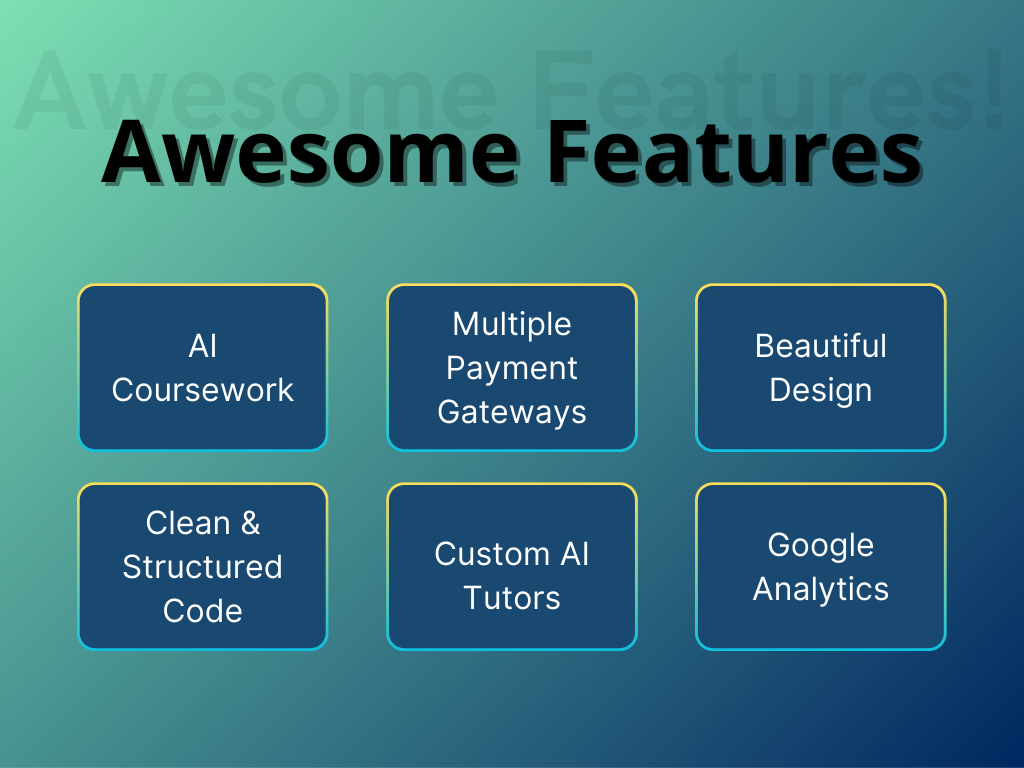 Awesome Features!
Awesome Features
AI
Coursework
Multiple
Payment
Gateways
Beautiful
Design
Clean &
Structured
Code
Custom AI
Tutors
Google
Analytics